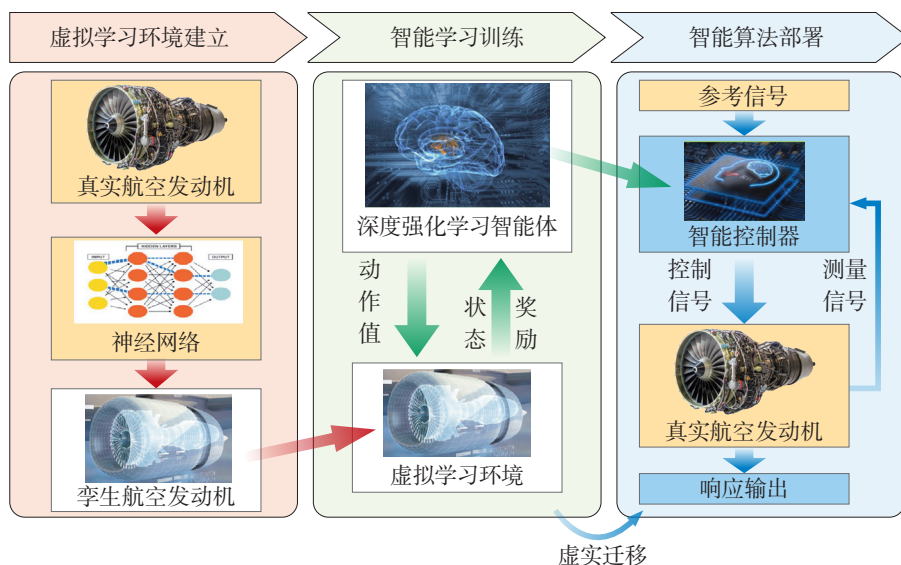 虚拟学习环境建立
智能学习训练
智能算法部署
真实航空发动机
INPUT
HIDDEN LAYERS
OUTPUT
神经网络
孪生航空发动机
深度强化学习智能体
动作值
状态
奖励
虚拟学习环境
参考信号
智能控制器
控制
信号
测量
信号
真实航空发动机
响应输出
虚实迁移